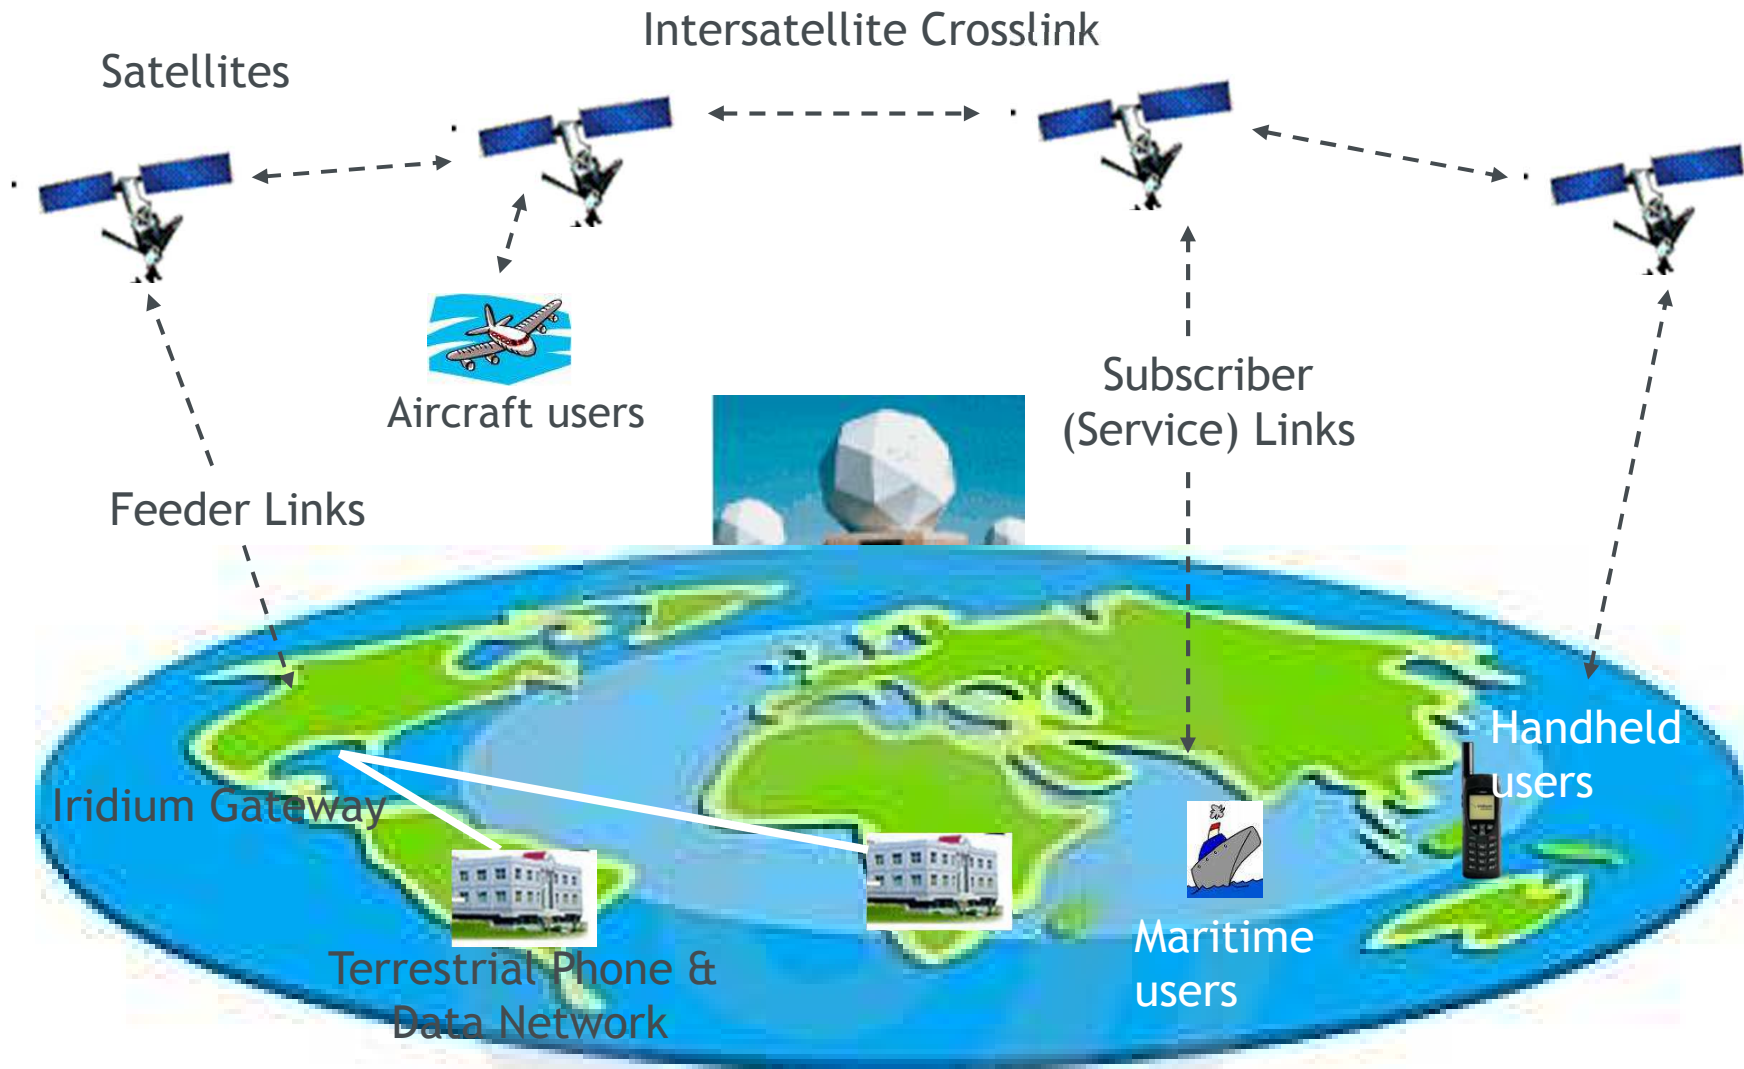 Intersatellite Crosslink
Satellites
Aircraft users
Subscriber
(Service) Links
Feeder Links
Handheld
users
Iridium Gateway
Maritime
users
Terrestrial Phone &
Data Network